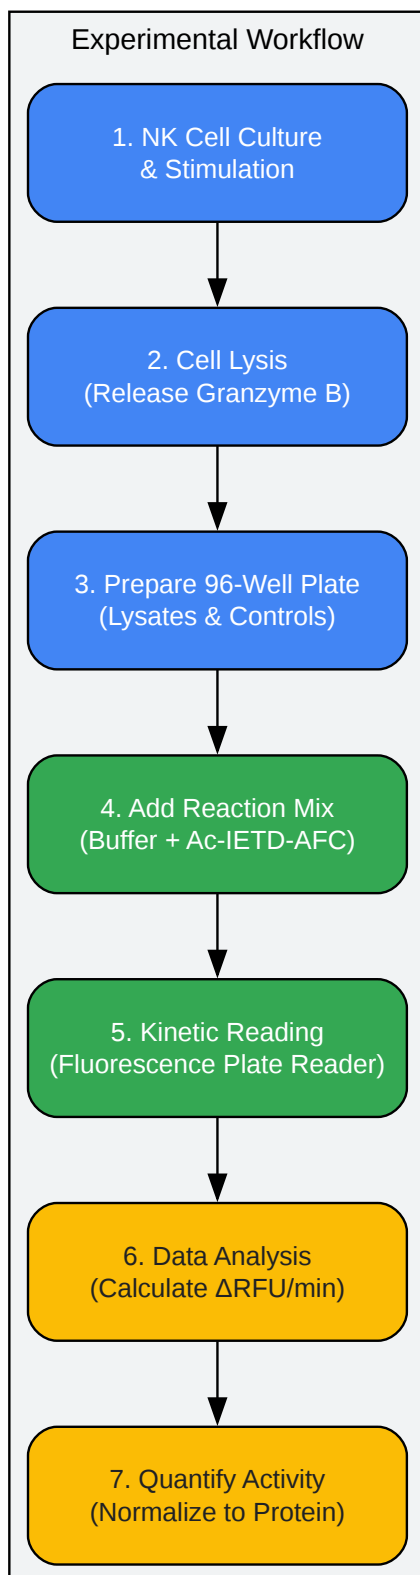 Experimental Workflow
1. NK Cell Culture
& Stimulation
2. Cell Lysis
(Release Granzyme B)
3. Prepare 96-Well Plate
(Lysates & Controls)
4. Add Reaction Mix
(Buffer + Ac-IETD-AFC)
5. Kinetic Reading
(Fluorescence Plate Reader)
6. Data Analysis
(Calculate ΔRFU/min)
7. Quantify Activity
(Normalize to Protein)